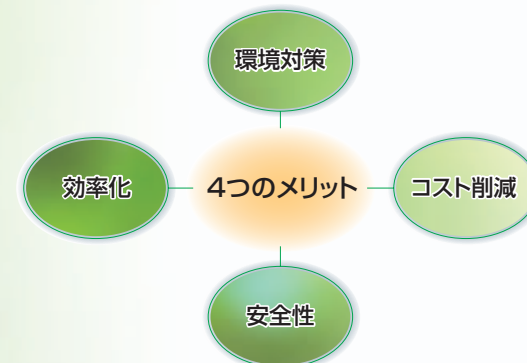 環境対策
効率化
4つのメリット
コスト削減
安全性